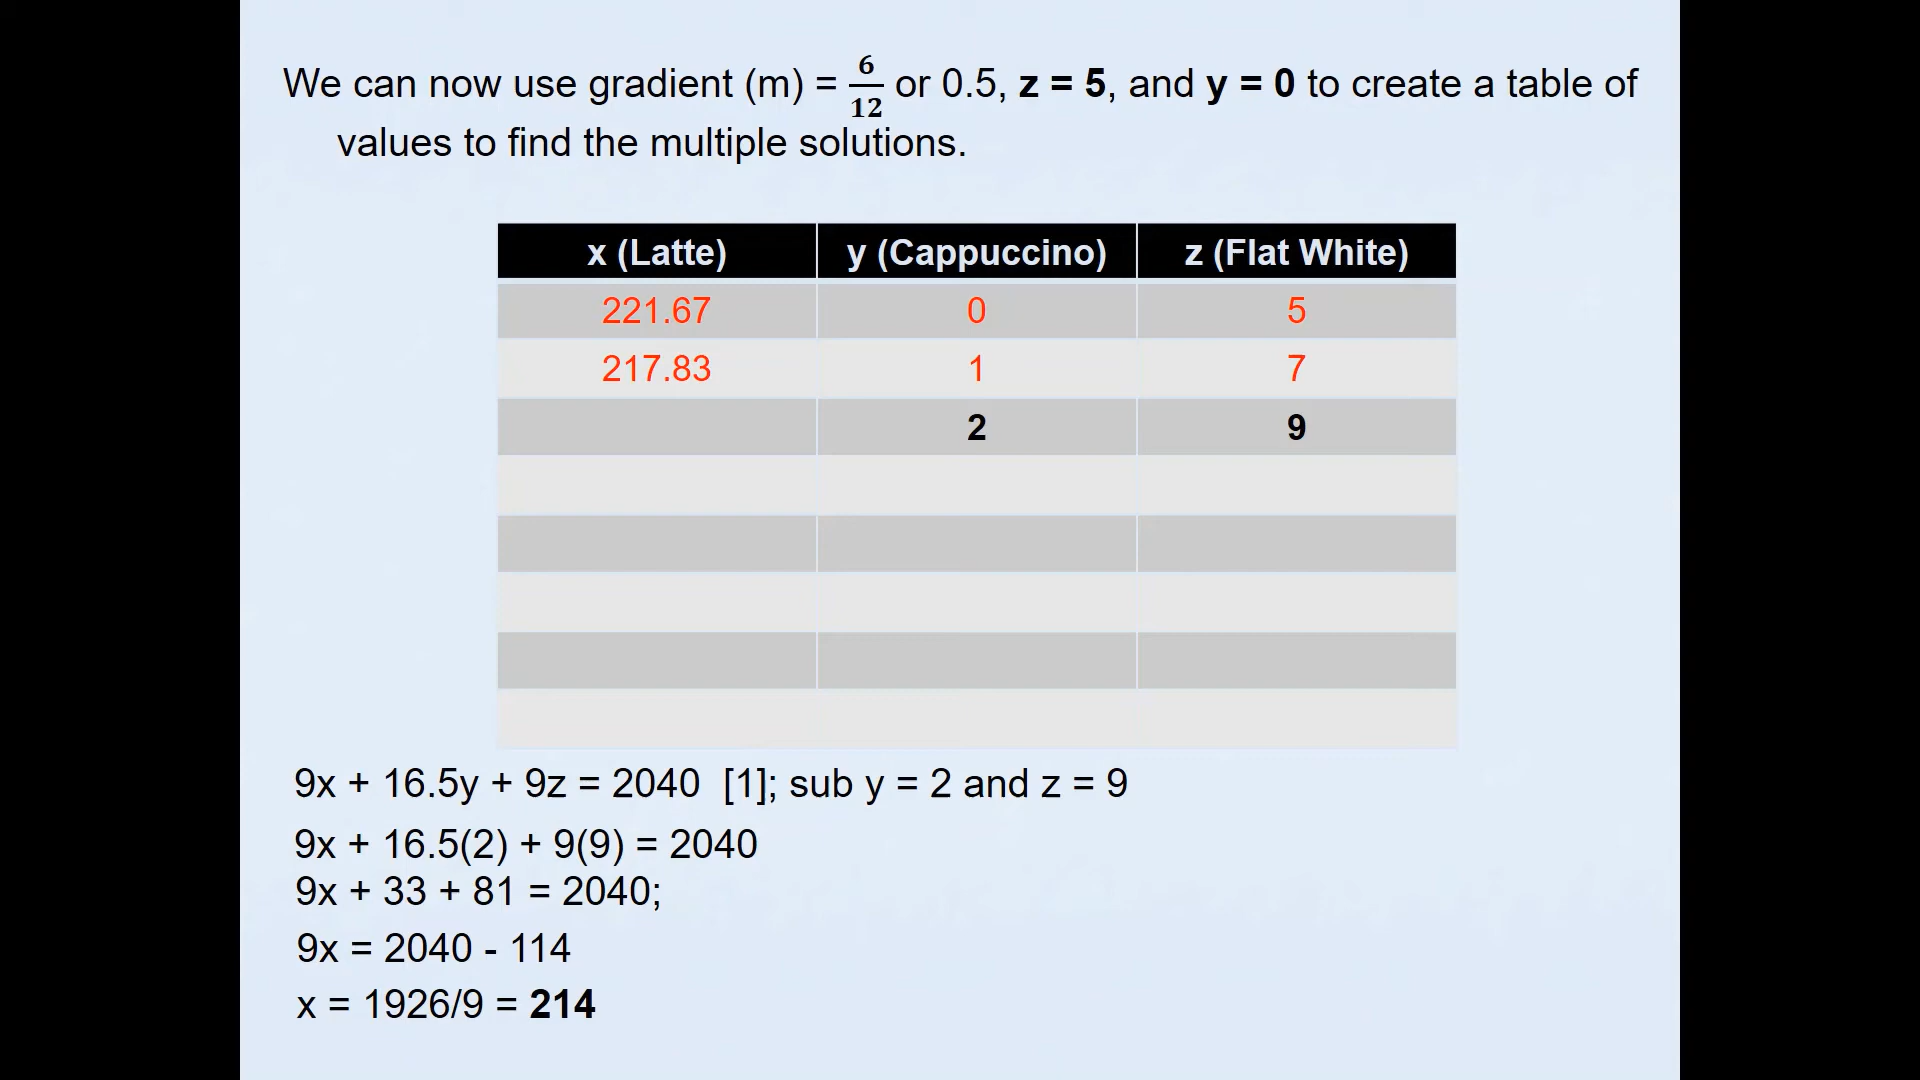 We can now use gradient (m) = 6/12 or 0.5, z = 5, and y = 0 to create a table of
values to find the multiple solutions.
x (Latte) y (Cappuccino) z (Flat White)
221.67 0 5
217.83 1 7
2 9
9x + 16.5y + 9z = 2040 [1]; sub y = 2 and z = 9
9x + 16.5(2) + 9(9) = 2040
9x + 33 + 81 = 2040;
9x = 2040 - 114
x = 1926/9 = 214